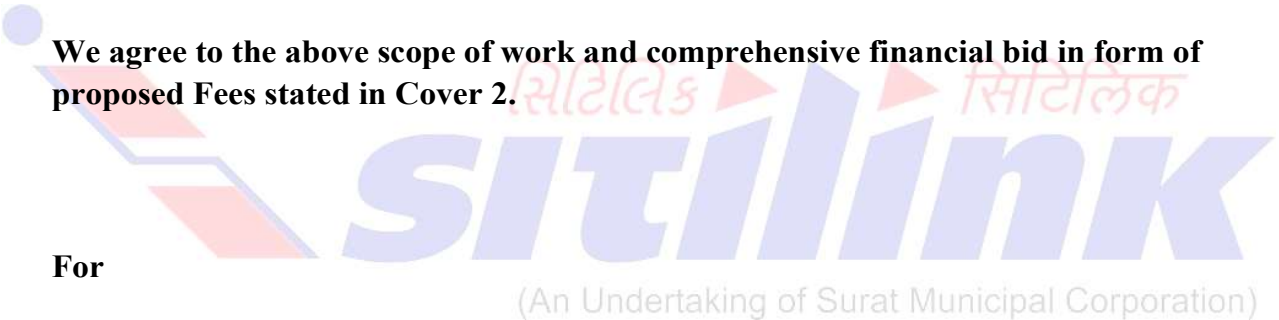 We agree to the above scope of work and comprehensive financial bid in form of
proposed Fees stated in Cover 2.
સિટિલિંક सिटिलिंक
sitilink
For
(An Undertaking of Surat Municipal Corporation)